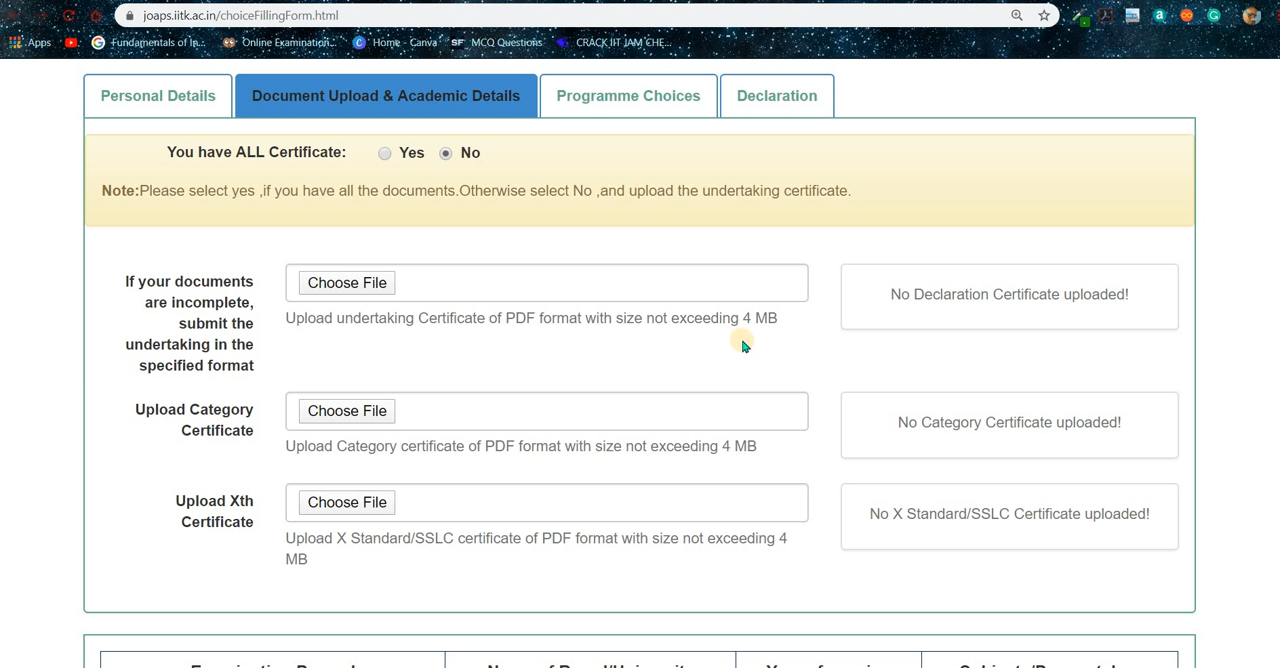 joaps.iitk.ac.in/choiceFillingForm.html
Apps Fundamentals of In... Online Examination... Home - Canva SF MCQ Questions CRACK IIT JAM CHE...
Personal Details Document Upload & Academic Details Programme Choices Declaration
You have ALL Certificate: Yes No
Note:Please select yes ,if you have all the documents.Otherwise select No ,and upload the undertaking certificate.
If your documents
are incomplete,
submit the
undertaking in the
specified format
Choose File
Upload undertaking Certificate of PDF format with size not exceeding 4 MB
No Declaration Certificate uploaded!
Upload Category
Certificate
Choose File
Upload Category certificate of PDF format with size not exceeding 4 MB
No Category Certificate uploaded!
Upload Xth
Certificate
Choose File
Upload X Standard/SSLC certificate of PDF format with size not exceeding 4
MB
No X Standard/SSLC Certificate uploaded!